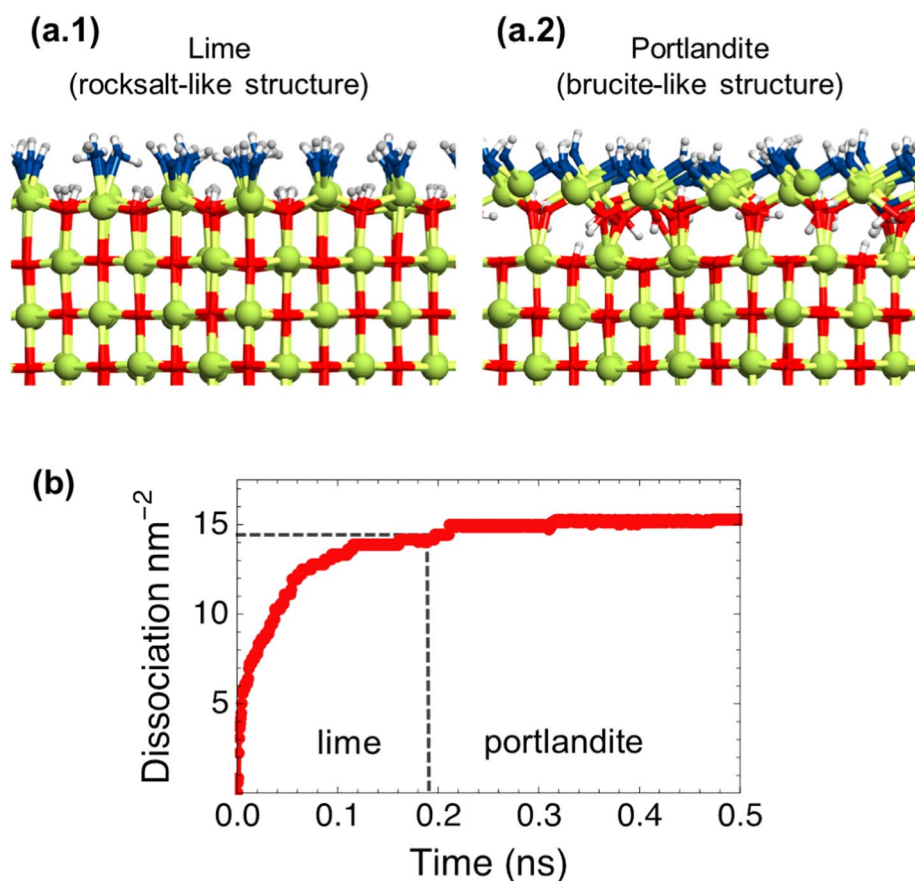 (a.1)
Lime
(rocksalt-like structure)
(a.2)
Portlandite
(brucite-like structure)
(b)
Dissociation nm⁻²
15
10
5
lime
portlandite
0.0 0.1 0.2 0.3 0.4 0.5
Time (ns)